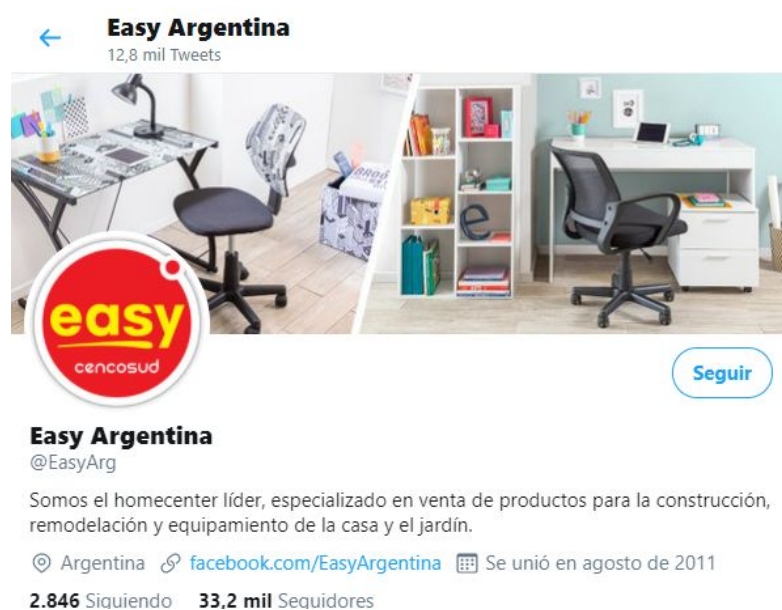 Easy Argentina
12,8 mil Tweets
easy
cencosud
Seguir
Easy Argentina
@EasyArg
Somos el homecenter líder, especializado en venta de productos para la construcción,
remodelación y equipamiento de la casa y el jardín.
Argentina facebook.com/EasyArgentina Se unió en agosto de 2011
2.846 Siguiendo 33,2 mil Seguidores